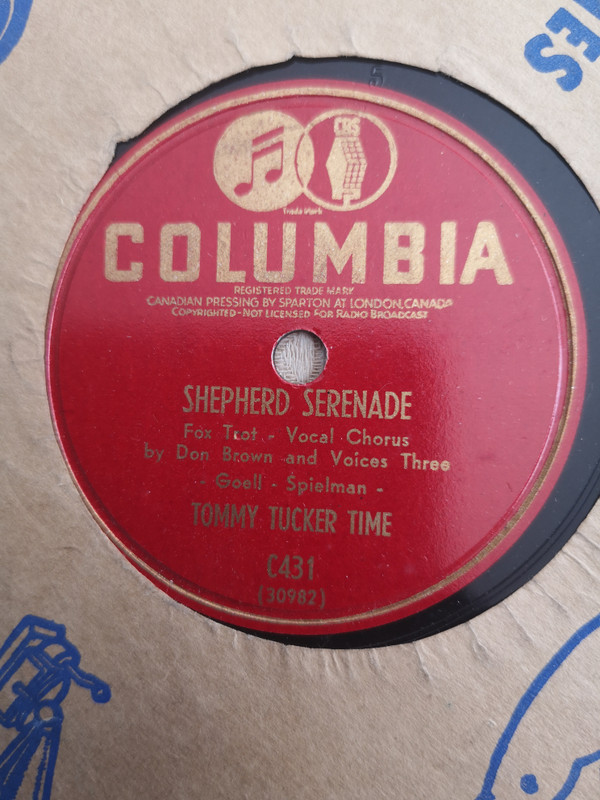 ES
5
CBS
Trade Mark
COLUMBIA
REGISTERED TRADE MARK
CANADIAN PRESSING BY SPARTON AT LONDON, CANADA
COPYRIGHTED - NOT LICENSED FOR RADIO BROADCAST
SHEPHERD SERENADE
Fox Trot - Vocal Chorus
by Don Brown and Voices Three
- Goell - Spielman -
TOMMY TUCKER TIME
C431
(30982)